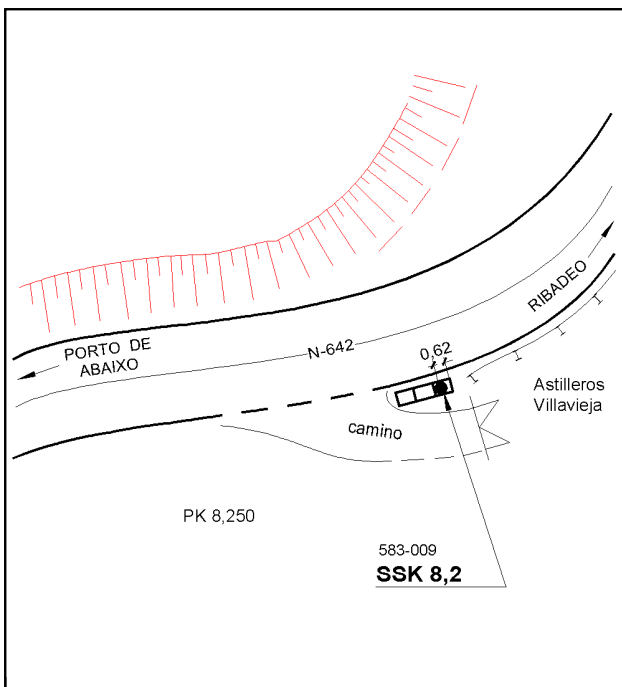 RIBADEO
N-642
0,62
PORTO DE
ABAIXO
Astilleros
Villavieja
camino
PK 8,250
583-009
SSK 8,2